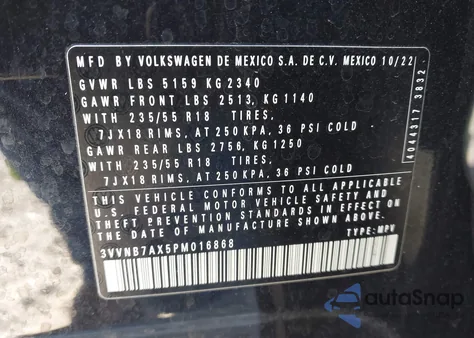 MFD BY VOLKSWAGEN DE MEXICO S.A. DE C.V. MEXICO 10/22
GVWR LBS 5159 KG 2340
GAWR FRONT LBS 2513, KG 1140
WITH 235/55 R18 TIRES,
7JX18 RIMS, AT 250 KPA, 36 PSI COLD
GAWR REAR LBS 2756, KG 1250
WITH 235/55 R18 TIRES,
7JX18 RIMS, AT 250 KPA, 36 PSI COLD
THIS VEHICLE CONFORMS TO ALL APPLICABLE
U.S. FEDERAL MOTOR VEHICLE SAFETY AND
THEFT PREVENTION STANDARDS IN EFFECT ON
THE DATE OF MANUFACTURE SHOWN ABOVE.
3VVNB7AX5PM016868 TYPE: MPV
4044317 3832
autoSnap